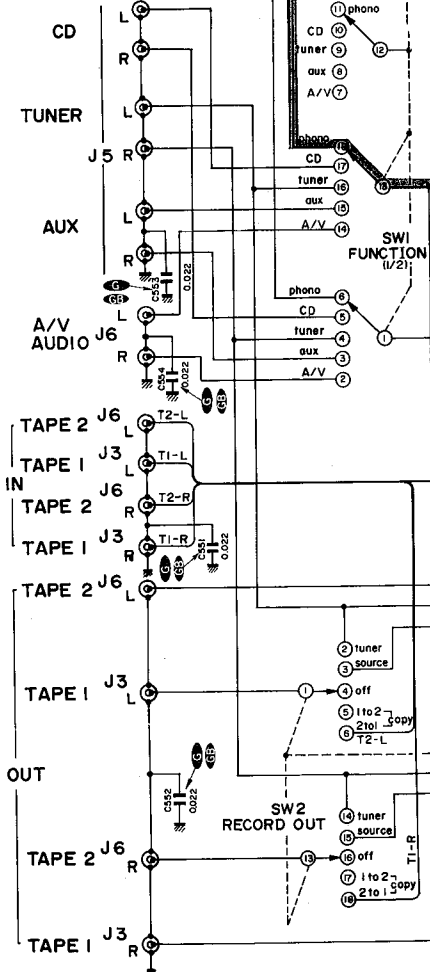 CD
L
R
TUNER
L
J5
R
AUX
L
R
G
GB
C553
0.022
A/V
AUDIO
J6
L
R
C554
0.022
G
GB
11 phono
CD 10
tuner 9
12
aux 8
A/V 7
phono
CD 17
tuner 16
18
aux 15
A/V 14
SW1
FUNCTION
(1/2)
phono 6
CD 5
tuner 4
1
aux 3
A/V 2
IN
TAPE 2 J6 L T2-L
TAPE 1 J3 L T1-L
TAPE 2 J6 R T2-R
TAPE 1 J3 R T1-R
G
GB
C551
0.022
OUT
TAPE 2 J6 L
2 tuner
3 source
TAPE 1 J3 L
1
4 off
5 1 to 2
6 2 to 1
copy
T2-L
G
GB
C552
0.022
SW2
RECORD OUT
14 tuner
15 source
TAPE 2 J6 R
13
16 off
17 1 to 2
18 2 to 1
copy
T1-R
TAPE 1 J3 R